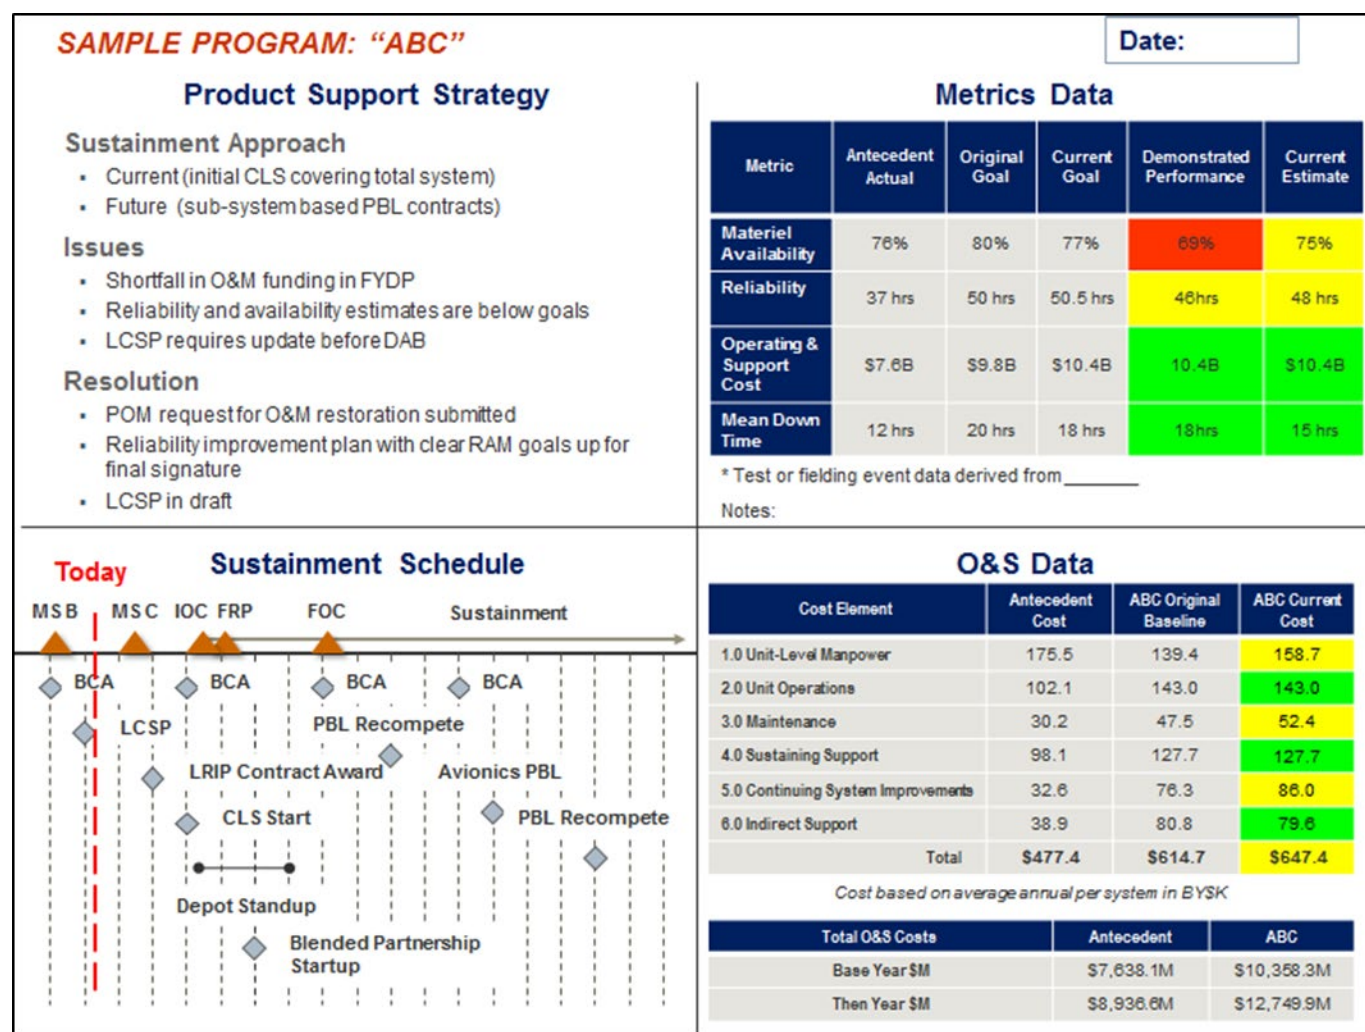 SAMPLE PROGRAM: “ABC”
Date:
Product Support Strategy
Sustainment Approach
▪ Current (initial CLS covering total system)
▪ Future (sub-system based PBL contracts)
Issues
▪ Shortfall in O&M funding in FYDP
▪ Reliability and availability estimates are below goals
▪ LCSP requires update before DAB
Resolution
▪ POM request for O&M restoration submitted
▪ Reliability improvement plan with clear RAM goals up for
final signature
▪ LCSP in draft
Metrics Data
Metric Antecedent Actual Original Goal Current Goal Demonstrated Performance Current Estimate
Materiel Availability 76% 80% 77% 69% 75%
Reliability 37 hrs 50 hrs 50.5 hrs 46hrs 48 hrs
Operating & Support Cost $7.6B $9.8B $10.4B 10.4B $10.4B
Mean Down Time 12 hrs 20 hrs 18 hrs 18hrs 15 hrs
* Test or fielding event data derived from_______
Notes:
Sustainment Schedule
Today
MS B MS C IOC FRP FOC Sustainment
BCA BCA BCA BCA
LCSP PBL Recompete
LRIP Contract Award Avionics PBL
CLS Start PBL Recompete
Depot Standup
Blended Partnership
Startup
O&S Data
Cost Element Antecedent Cost ABC Original Baseline ABC Current Cost
1.0 Unit-Level Manpower 175.5 139.4 158.7
2.0 Unit Operations 102.1 143.0 143.0
3.0 Maintenance 30.2 47.5 52.4
4.0 Sustaining Support 98.1 127.7 127.7
5.0 Continuing System Improvements 32.6 76.3 86.0
6.0 Indirect Support 38.9 80.8 79.6
Total $477.4 $614.7 $647.4
Cost based on average annual per system in BY$K
Total O&S Costs Antecedent ABC
Base Year $M $7,638.1M $10,358.3M
Then Year $M $8,936.6M $12,749.9M